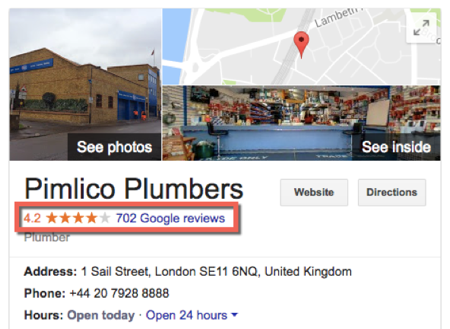 Lambeth
See photos
See inside
Pimlico Plumbers
Website
Directions
4.2 702 Google reviews
Plumber
Address: 1 Sail Street, London SE11 6NQ, United Kingdom
Phone: +44 20 7928 8888
Hours: Open today · Open 24 hours